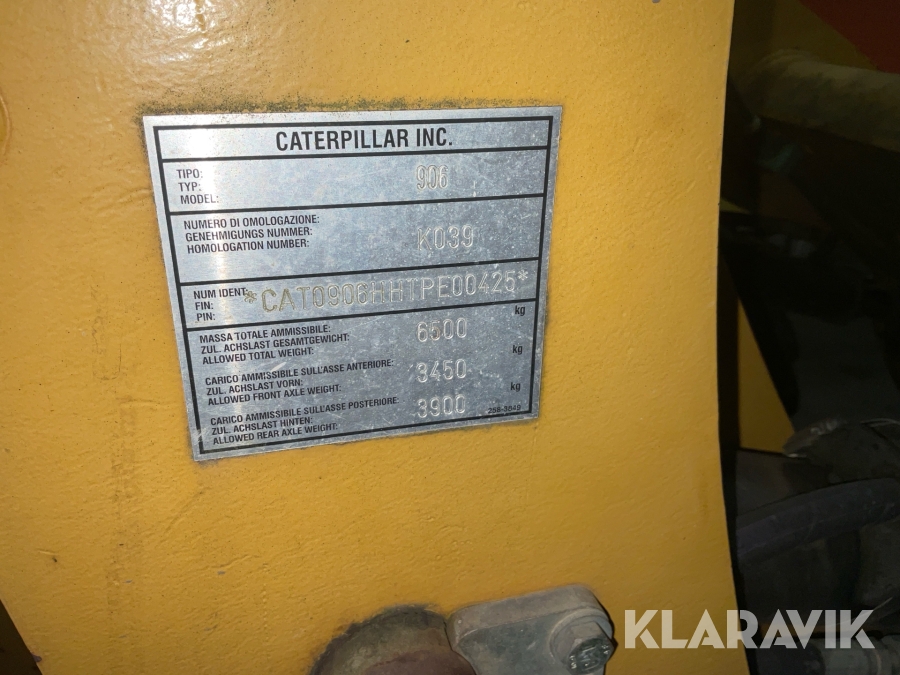 CATERPILLAR INC.
TIPO:
TYP: 906
MODEL:
NUMERO DI OMOLOGAZIONE:
GENEHMIGUNGS NUMMER: K039
HOMOLOGATION NUMBER:
NUM IDENT:
FIN: *CAT0906HHTPE00425*
PIN:
kg
MASSA TOTALE AMMISSIBILE:
ZUL. ACHSLAST GESAMTGEWICHT: 6500
ALLOWED TOTAL WEIGHT:
kg
CARICO AMMISSIBILE SULL'ASSE ANTERIORE:
ZUL. ACHSLAST VORN: 3450
ALLOWED FRONT AXLE WEIGHT:
kg
CARICO AMMISSIBILE SULL'ASSE POSTERIORE:
ZUL. ACHSLAST HINTEN: 3900
ALLOWED REAR AXLE WEIGHT:
KLARAVIK